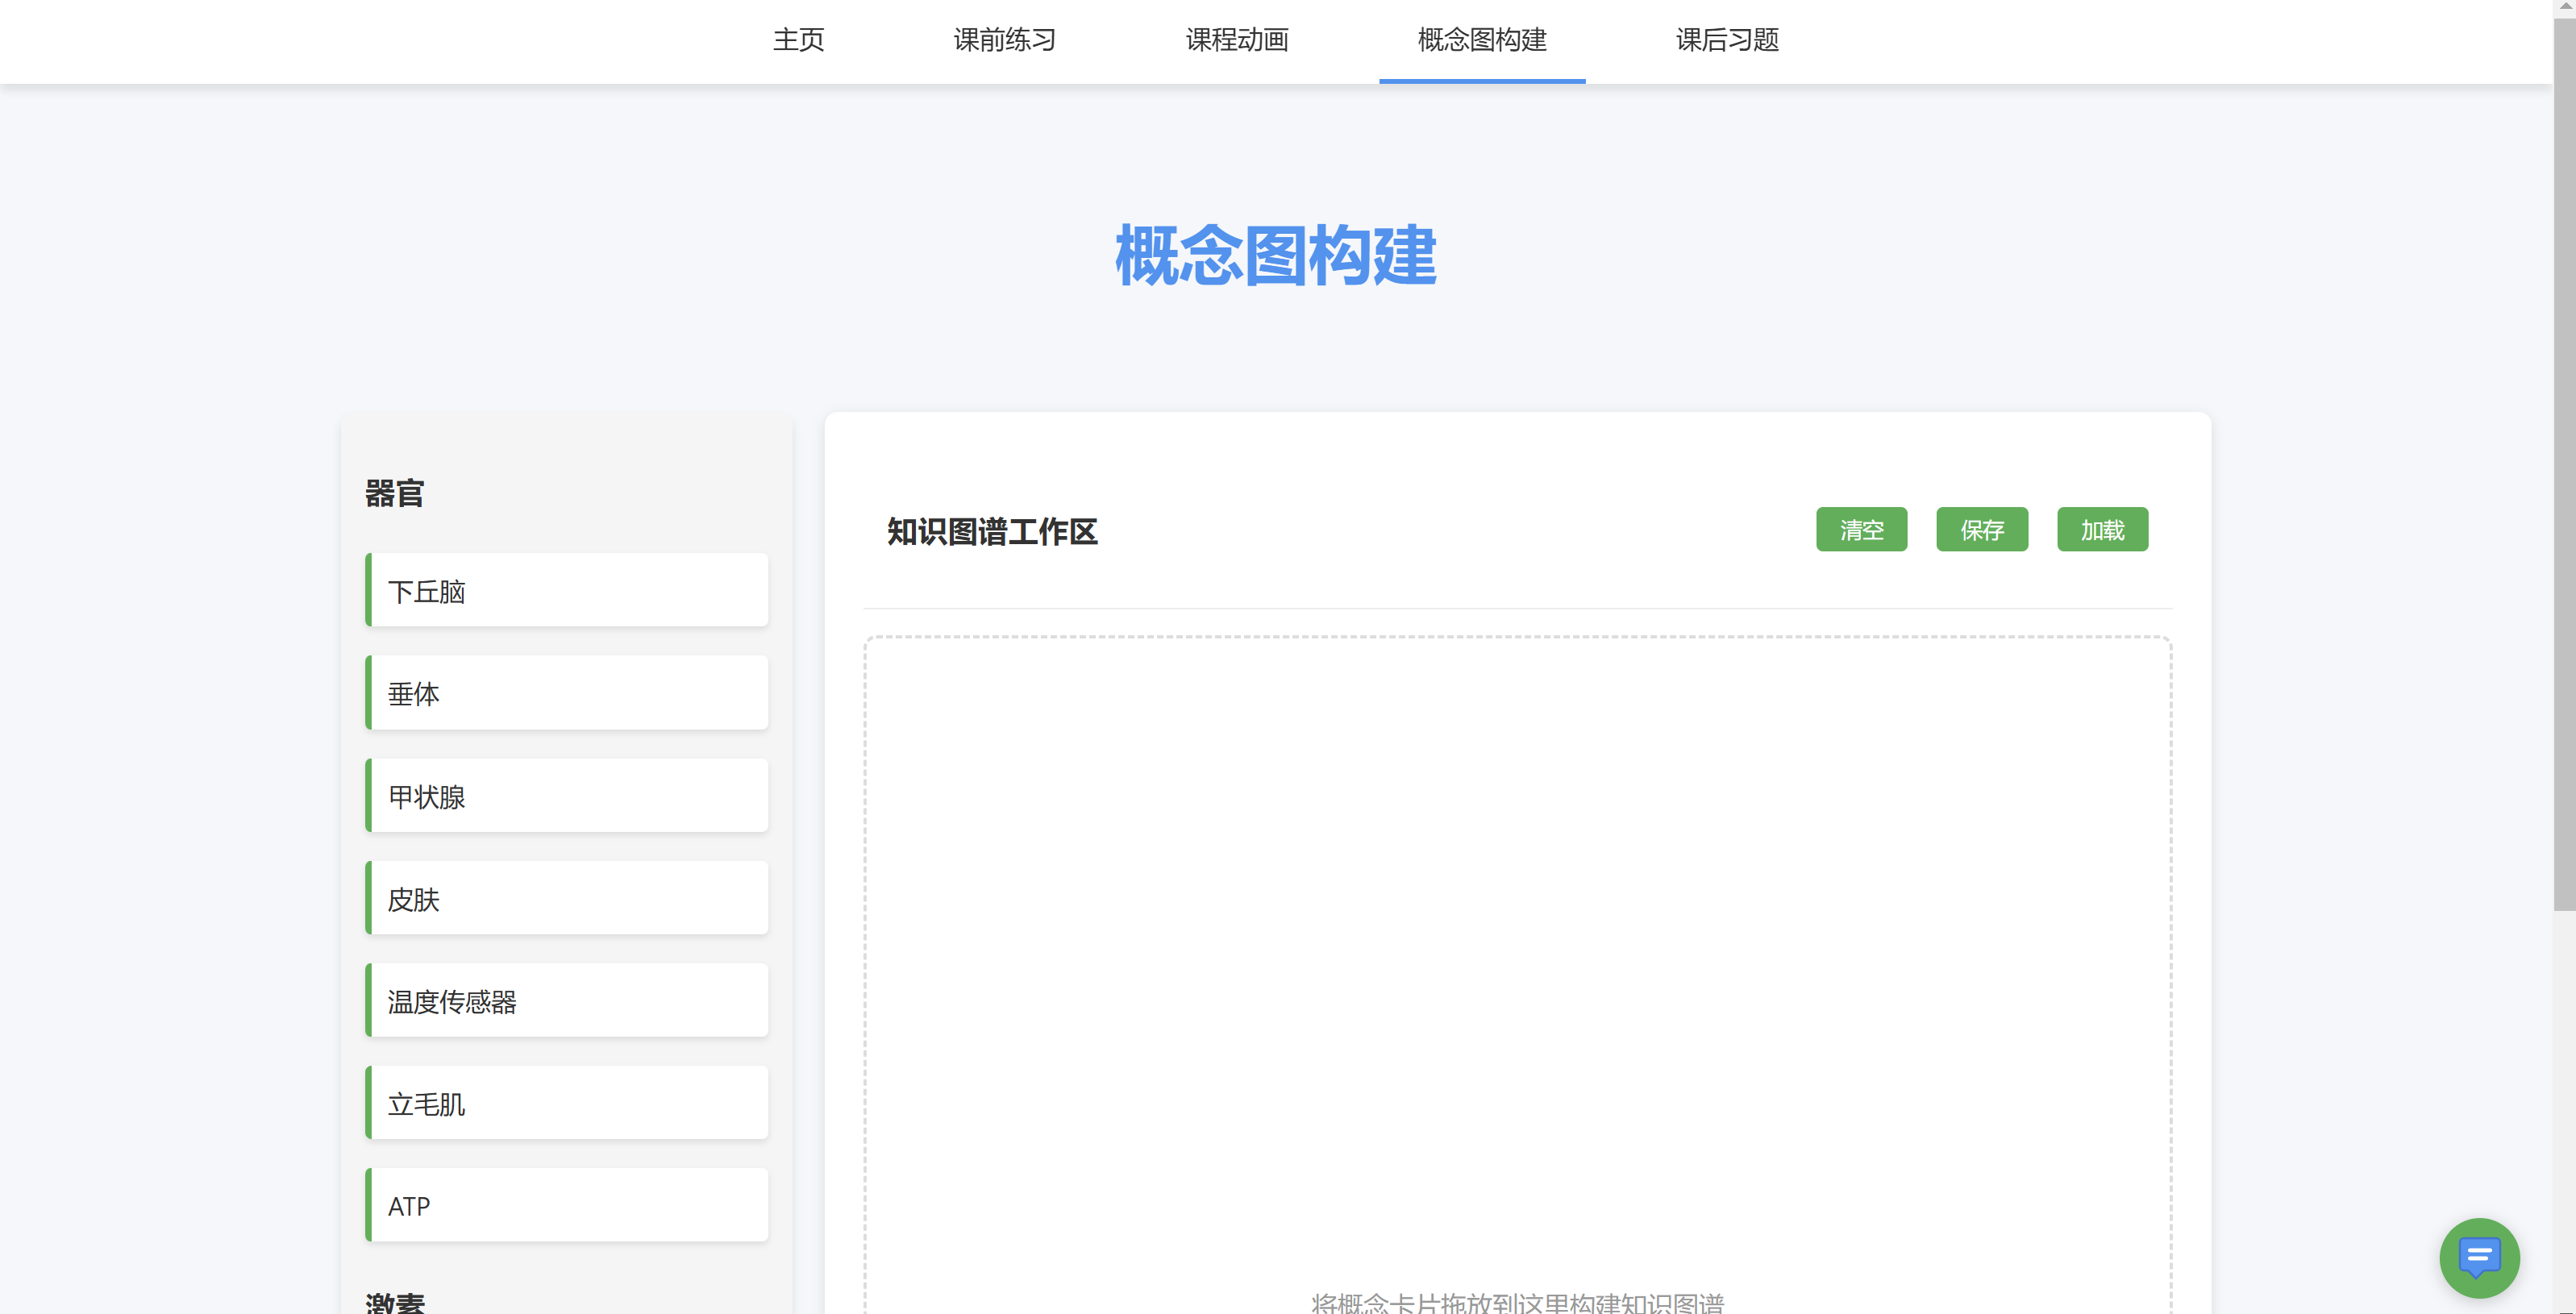 主页
课前练习
课程动画
概念图构建
课后习题
概念图构建
器官
下丘脑
垂体
甲状腺
皮肤
温度传感器
立毛肌
ATP
激素
知识图谱工作区
清空
保存
加载
将概念卡片拖放到这里构建知识图谱